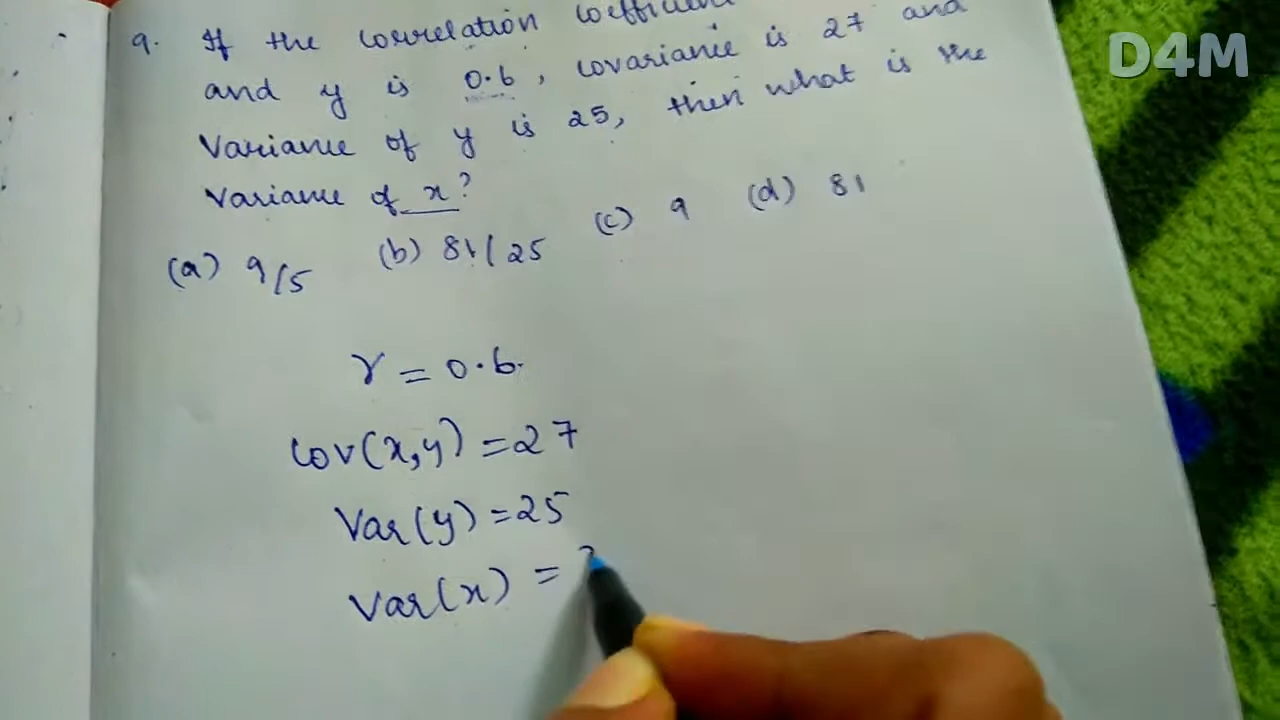 D4M
9. If the correlation
and y is 0.6, covariance is 27 and
Variance of y is 25, then what is the
Variance of x?
(a) 9/5 (b) 81/25 (c) 9 (d) 81
r = 0.6.
Cov(x,y) = 27
Var(y) = 25
Var(x) =